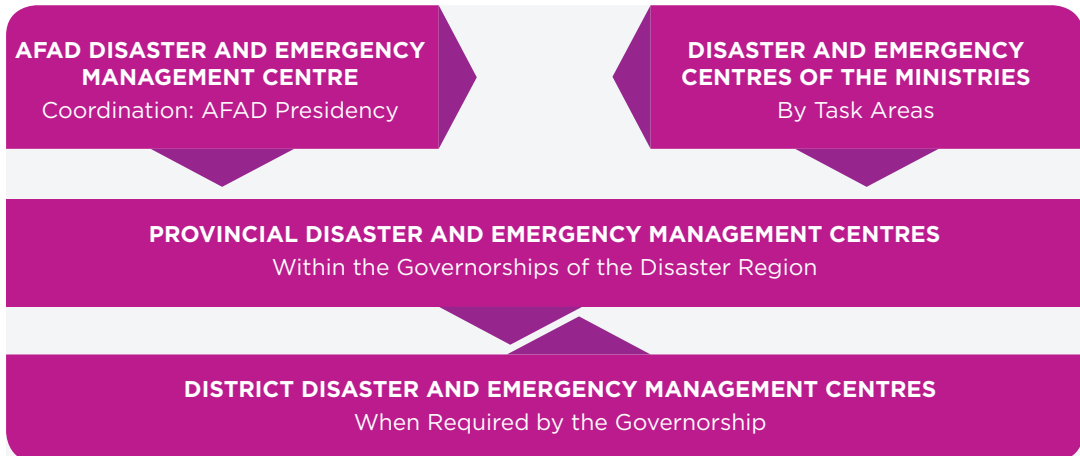 AFAD DISASTER AND EMERGENCY
MANAGEMENT CENTRE
Coordination: AFAD Presidency
DISASTER AND EMERGENCY
CENTRES OF THE MINISTRIES
By Task Areas
PROVINCIAL DISASTER AND EMERGENCY MANAGEMENT CENTRES
Within the Governorships of the Disaster Region
DISTRICT DISASTER AND EMERGENCY MANAGEMENT CENTRES
When Required by the Governorship